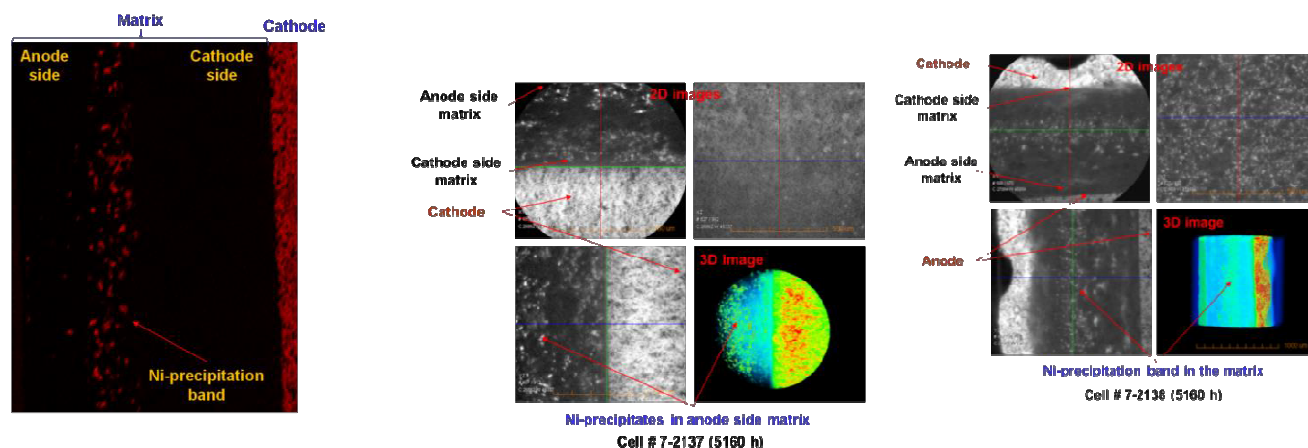 Matrix
Cathode
Anode
side
Cathode
side
Ni-precipitation
band
Anode side
matrix
2D images
Cathode side
matrix
Cathode
3D image
Ni-precipitates in anode side matrix
Cell # 7-2137 (5160 h)
Cathode
2D images
Cathode side
matrix
Anode side
matrix
Anode
3D image
1000 um
Ni-precipitation band in the matrix
Cell # 7-2138 (5160 h)